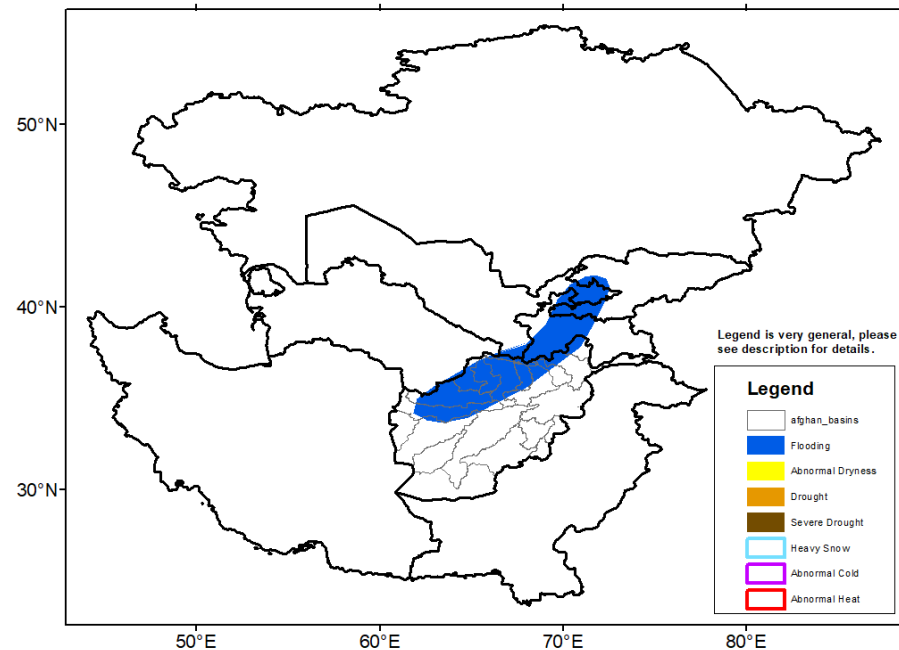 50°N
40°N
30°N
50°E
60°E
70°E
80°E
Legend is very general, please
see description for details.
Legend
afghan_basins
Flooding
Abnormal Dryness
Drought
Severe Drought
Heavy Snow
Abnormal Cold
Abnormal Heat